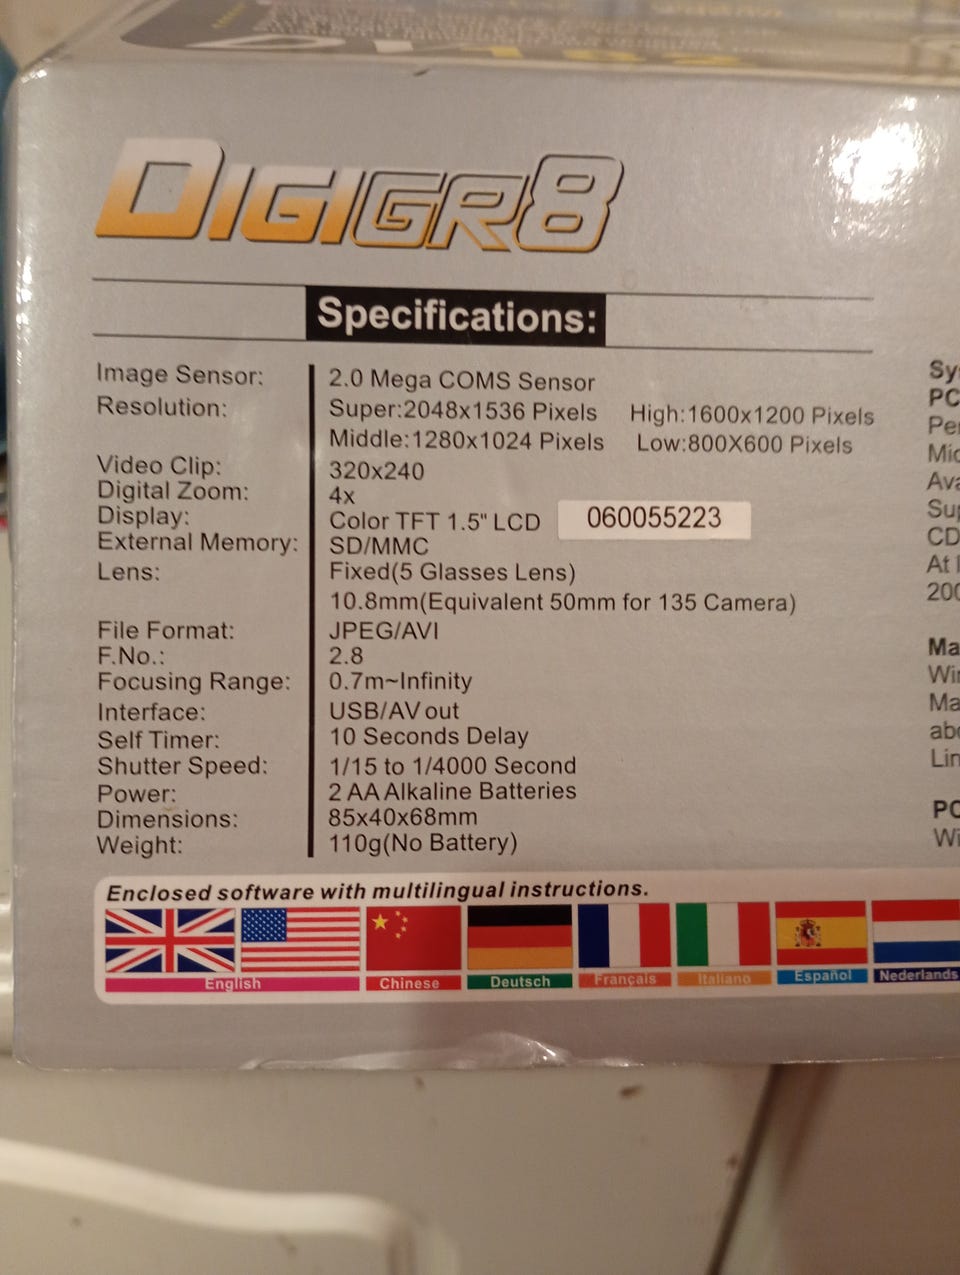 DIGIGR8
Specifications:
Image Sensor: 2.0 Mega COMS Sensor
Resolution: Super:2048x1536 Pixels High:1600x1200 Pixels
Middle:1280x1024 Pixels Low:800X600 Pixels
Video Clip: 320x240
Digital Zoom: 4x
Display: Color TFT 1.5" LCD 060055223
External Memory: SD/MMC
Lens: Fixed(5 Glasses Lens)
10.8mm(Equivalent 50mm for 135 Camera)
File Format: JPEG/AVI
F.No.: 2.8
Focusing Range: 0.7m~Infinity
Interface: USB/AV out
Self Timer: 10 Seconds Delay
Shutter Speed: 1/15 to 1/4000 Second
Power: 2 AA Alkaline Batteries
Dimensions: 85x40x68mm
Weight: 110g(No Battery)
Enclosed software with multilingual instructions.
English Chinese Deutsch Français Italiano Español Nederlands
PC
CD
At